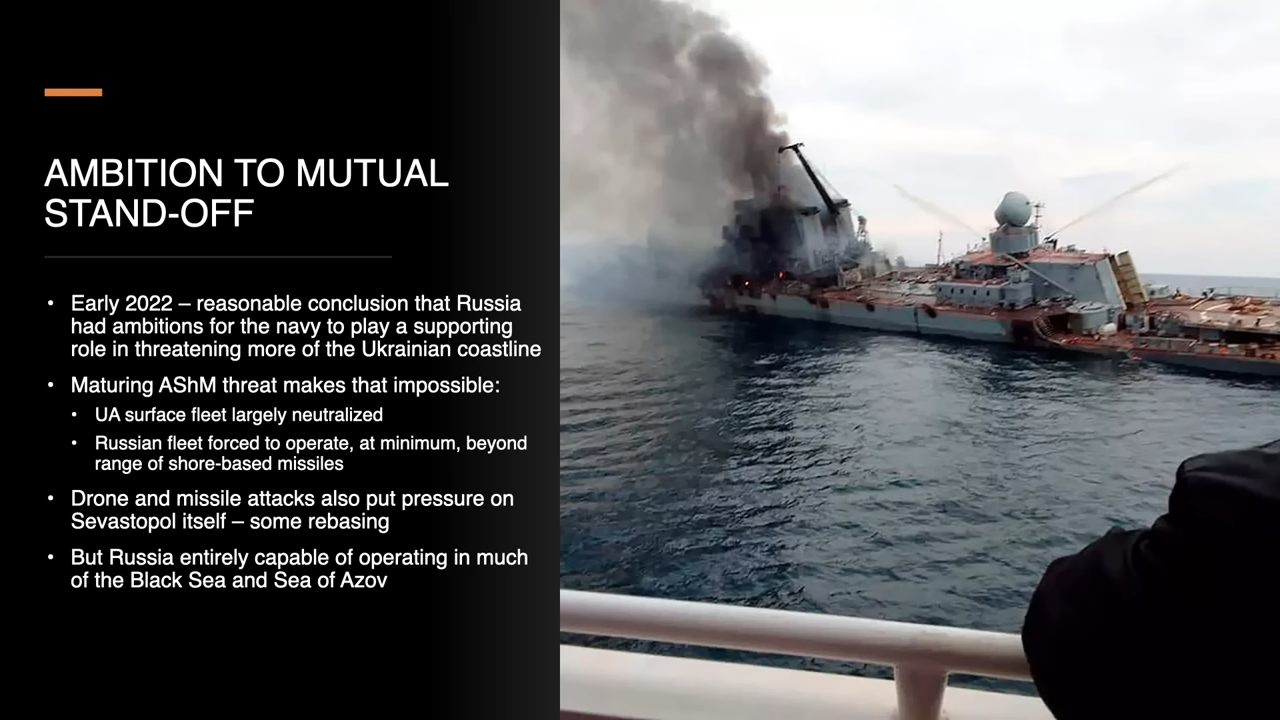 AMBITION TO MUTUAL
STAND-OFF
• Early 2022 – reasonable conclusion that Russia
had ambitions for the navy to play a supporting
role in threatening more of the Ukrainian coastline
• Maturing AShM threat makes that impossible:
• UA surface fleet largely neutralized
• Russian fleet forced to operate, at minimum, beyond
range of shore-based missiles
• Drone and missile attacks also put pressure on
Sevastopol itself – some rebasing
• But Russia entirely capable of operating in much
of the Black Sea and Sea of Azov